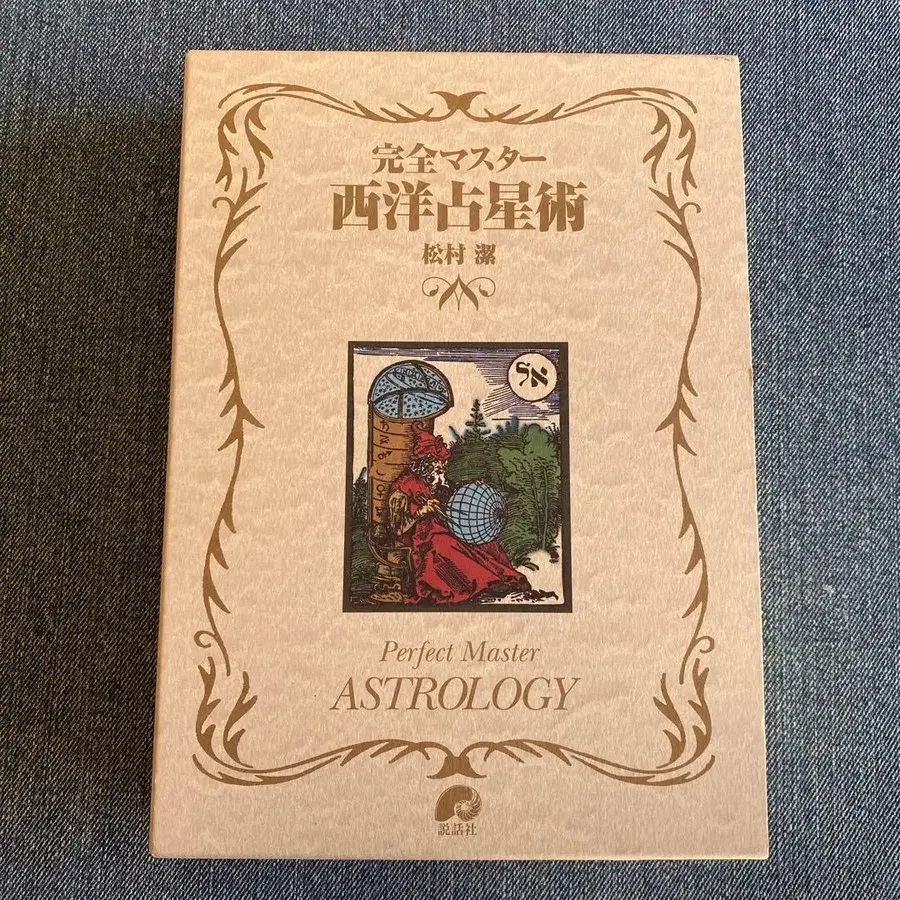 完全マスター
西洋占星術
松村 潔
Perfect Master
ASTROLOGY
説話社